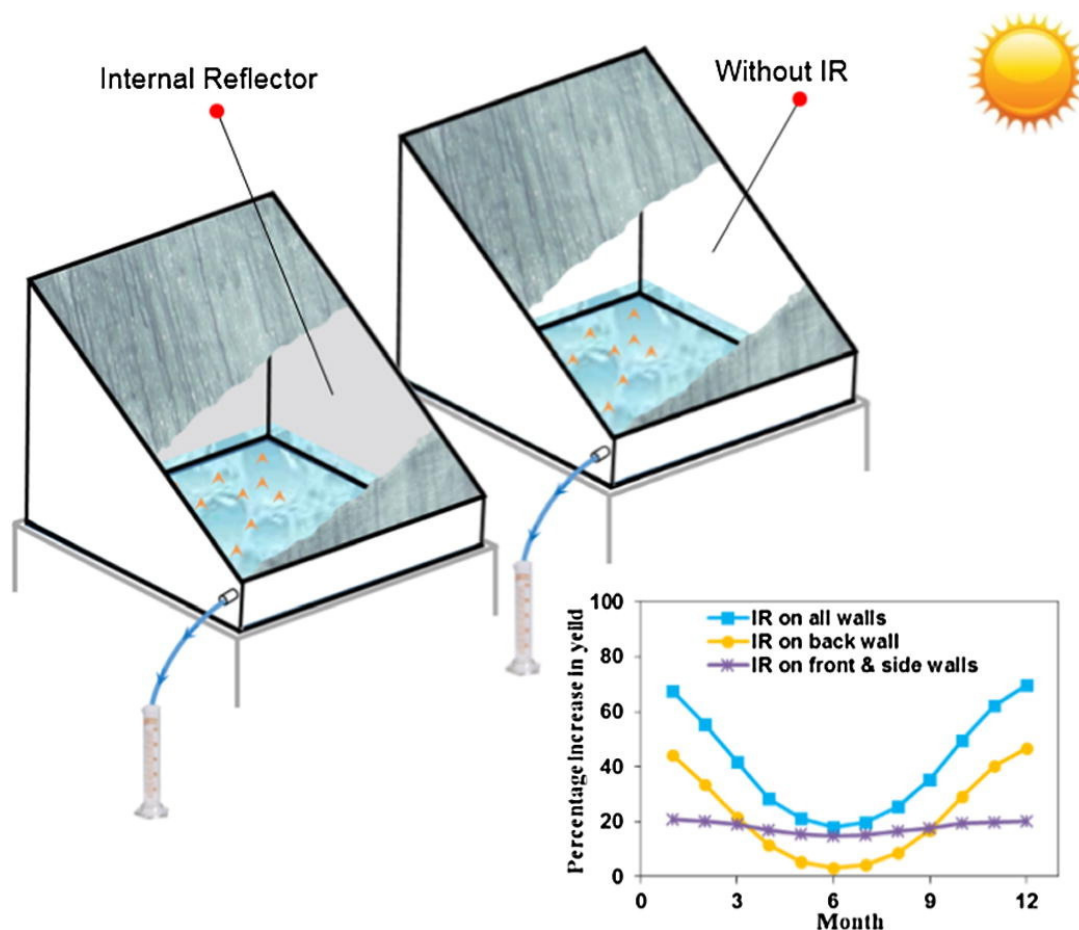 Internal Reflector
Without IR
Percentage increase in yeild
100
80
60
40
20
0
IR on all walls
IR on back wall
IR on front & side walls
0 3 6 9 12
Month